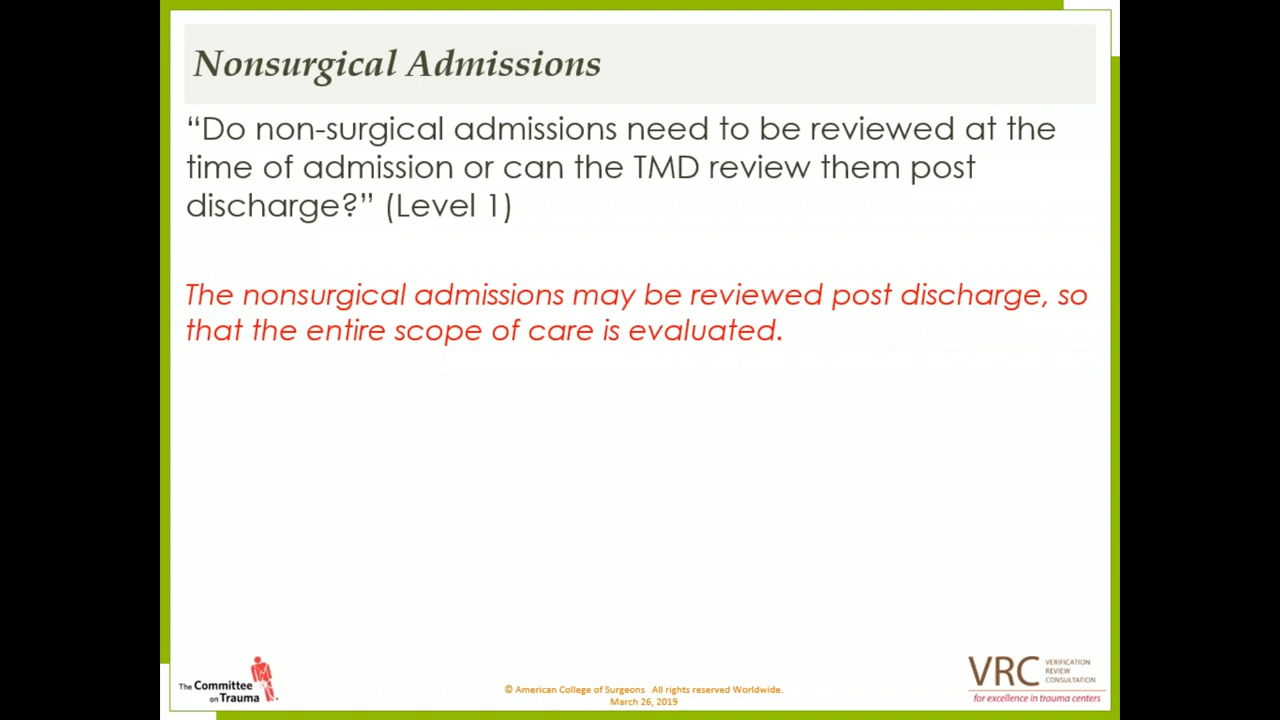 Nonsurgical Admissions
“Do non-surgical admissions need to be reviewed at the
time of admission or can the TMD review them post
discharge?” (Level 1)
The nonsurgical admissions may be reviewed post discharge, so
that the entire scope of care is evaluated.
The Committee
on Trauma
© American College of Surgeons All rights reserved Worldwide.
March 26, 2019
VRC
VERIFICATION
REVIEW
CONSULTATION
for excellence in trauma centers